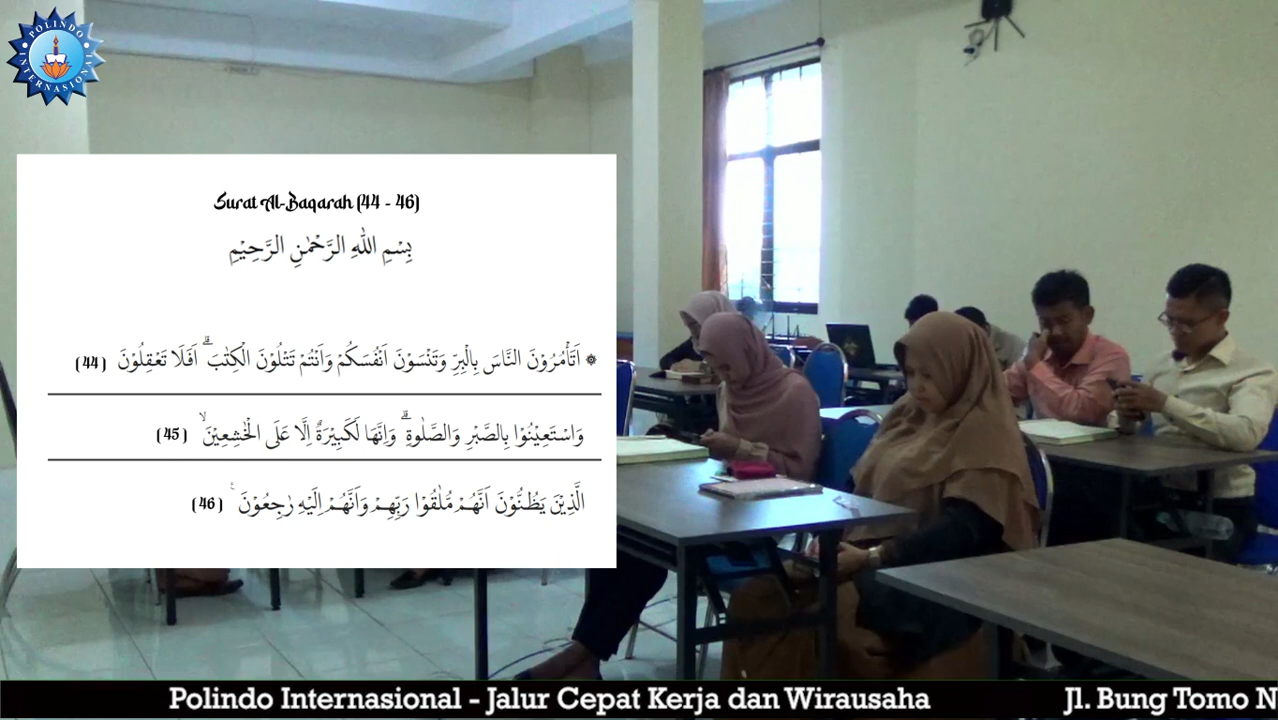 POLINDO
INTERNASIONAL
Surat Al-Baqarah (44 - 46)
بِسْمِ اللّٰهِ الرَّحْمٰنِ الرَّحِيْمِ
۞ اَتَأْمُرُوْنَ النَّاسَ بِالْبِرِّ وَتَنْسَوْنَ اَنْفُسَكُمْ وَاَنْتُمْ تَتْلُوْنَ الْكِتٰبَ ۗ اَفَلَا تَعْقِلُوْنَ (44)
وَاسْتَعِيْنُوْا بِالصَّبْرِ وَالصَّلٰوةِ ۗ وَاِنَّهَا لَكَبِيْرَةٌ اِلَّا عَلَى الْخٰشِعِيْنَ ۙ (45)
الَّذِيْنَ يَظُنُّوْنَ اَنَّهُمْ مُّلٰقُوْا رَبِّهِمْ وَاَنَّهُمْ اِلَيْهِ رٰجِعُوْنَ ۚ (46)
Polindo Internasional - Jalur Cepat Kerja dan Wirausaha Jl. Bung Tomo N